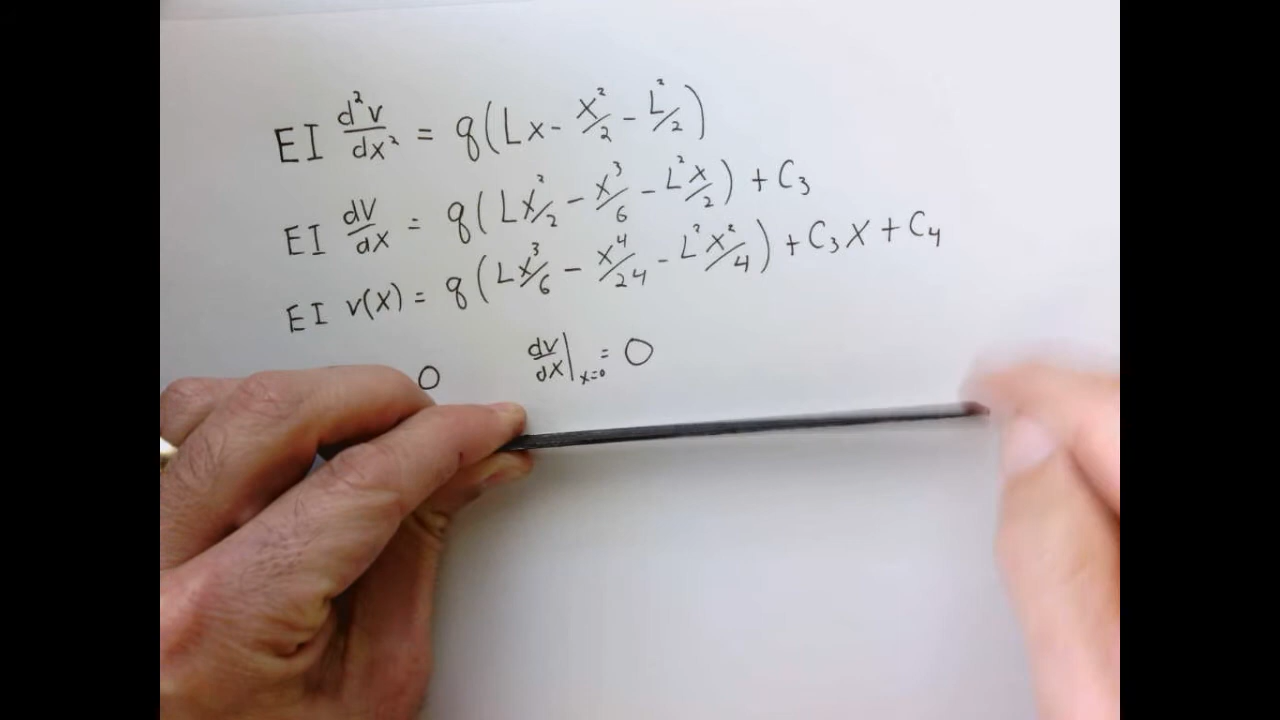 EI d²v/dx² = q(Lx - x²/2 - L²/2)
EI dv/dx = q(Lx²/2 - x³/6 - L²x/2) + C₃
EI v(x) = q(Lx³/6 - x⁴/24 - L²x²/4) + C₃x + C₄
0 dv/dx|ₓ₌₀ = 0